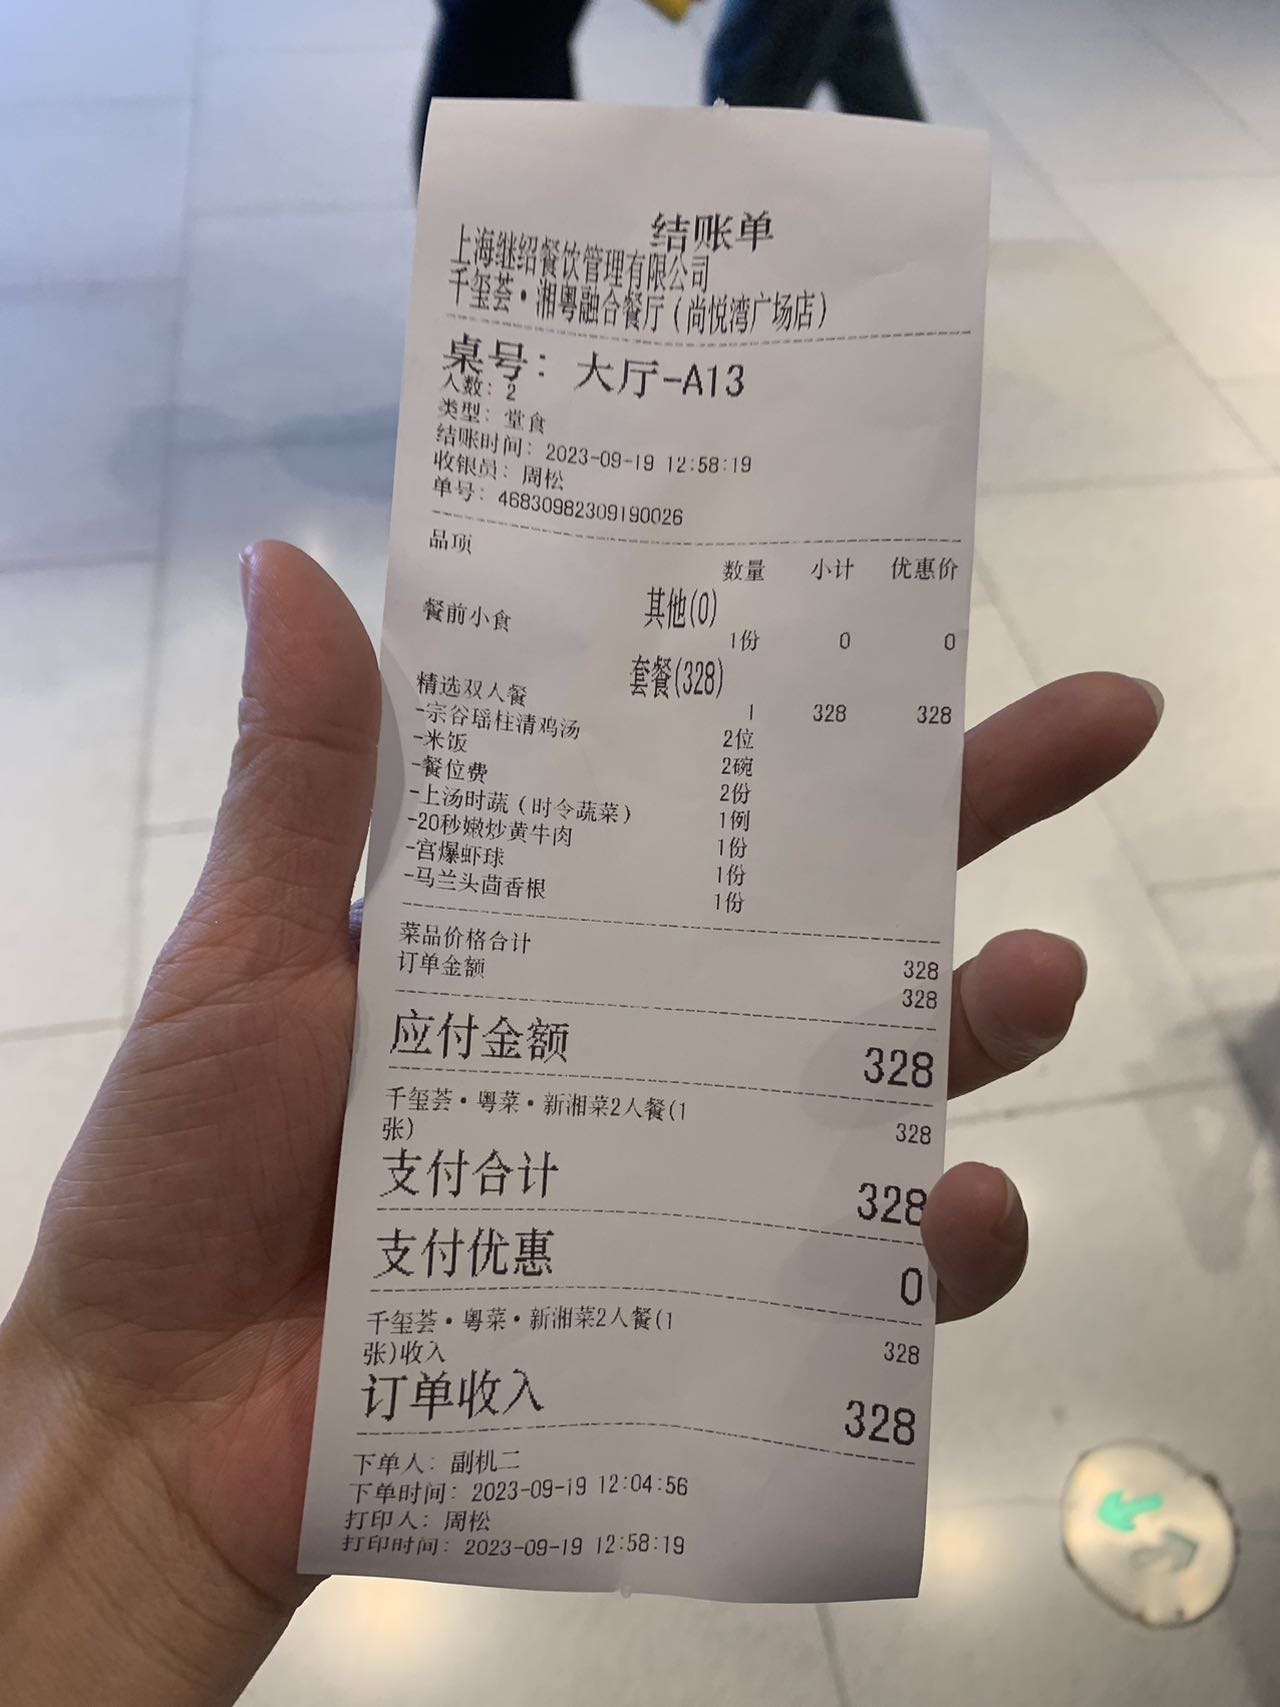 结账单
上海继绍餐饮管理有限公司
千玺荟·湘粤融合餐厅(尚悦湾广场店)
桌号: 大厅-A13
人数: 2
类型: 堂食
结账时间: 2023-09-19 12:58:19
收银员: 周松
单号: 46830982309190026
品项 数量 小计 优惠价
其他(0)
餐前小食 1份 0 0
套餐(328)
精选双人餐 1 328 328
-宗谷瑶柱清鸡汤 2位
-米饭 2碗
-餐位费 2份
-上汤时蔬(时令蔬菜) 1例
-20秒嫩炒黄牛肉 1份
-宫爆虾球 1份
-马兰头茴香根 1份
菜品价格合计 328
订单金额 328
应付金额 328
千玺荟·粤菜·新湘菜2人餐(1
张) 328
支付合计 328
支付优惠 0
千玺荟·粤菜·新湘菜2人餐(1
张)收入 328
订单收入 328
下单人: 副机二
下单时间: 2023-09-19 12:04:56
打印人: 周松
打印时间: 2023-09-19 12:58:19